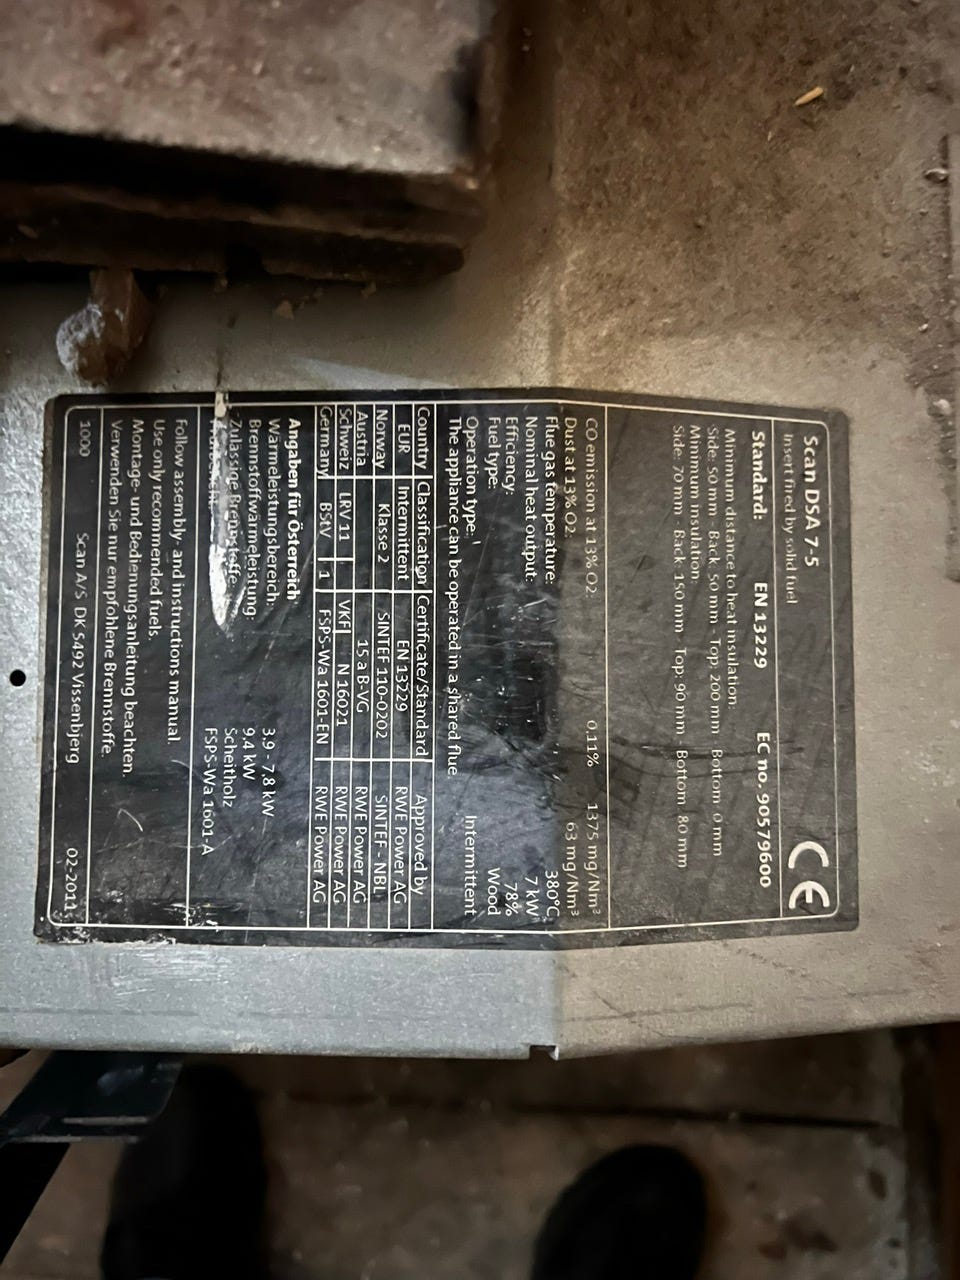 Scan DSA 7-5
Insert fired by solid fuel
CE
Standard: EN 13229 EC no. 90579600
Minimum distance to heat insulation:
Side: 50 mm - Back: 50 mm - Top: 200 mm Bottom 0 mm
Minimum insulation:
Side: 70 mm Back: 150 mm Top: 90 mm Bottom 80 mm
CO emission at 13% O2: 0.11% 1375 mg/Nm³
Dust at 13% O2: 63 mg/Nm³
Flue gas temperature: 380°C
Nominal heat output: 7 kW
Efficiency: 78%
Fuel type: Wood
Operation type: Intermittent
The appliance can be operated in a shared flue
Country Classification Certificate/Standard Approved by
EUR Intermittent EN 13229 RWE Power AG
Norway Klasse 2 SINTEF 110-0202 SINTEF - NBL
Austria 15 a B-VG RWE Power AG
Schweiz LRV 11 VKF N 16021 RWE Power AG
Germany BStV 1 FSPS-Wa 1601-EN RWE Power AG
Angaben für Österreich
Wärmeleistungsbereich: 3,9 - 7,8 kW
Brennstoffwärmeleistung: 9,4 kW
Zulässige Brennstoffe: Scheitholz
FSPS-Wa 1601-A
Follow assembly- and instructions manual.
Use only recommended fuels.
Montage- und Bedienungsanleitung beachten.
Verwenden Sie nur empfohlene Brennstoffe.
1000 Scan A/S DK 5492 Vissenbjerg 02-2011